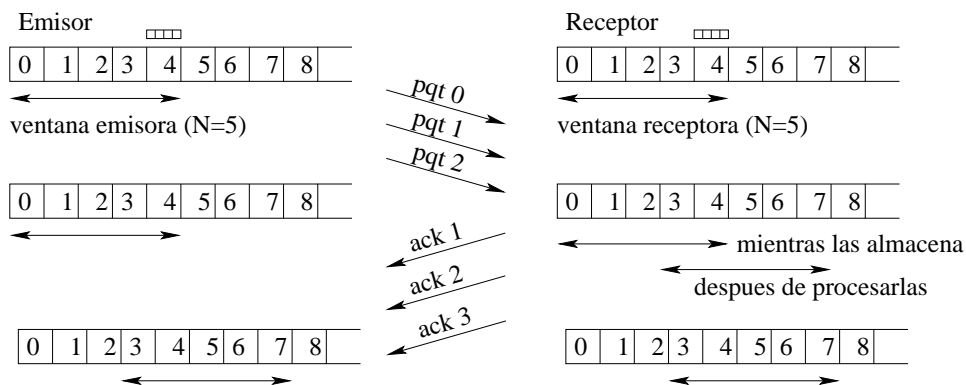 Emisor
0 1 2 3 4 5 6 7 8
ventana emisora (N=5)
Receptor
0 1 2 3 4 5 6 7 8
ventana receptora (N=5)
pqt 0
pqt 1
pqt 2
0 1 2 3 4 5 6 7 8
0 1 2 3 4 5 6 7 8
mientras las almacena
despues de procesarlas
ack 1
ack 2
ack 3
0 1 2 3 4 5 6 7 8
0 1 2 3 4 5 6 7 8